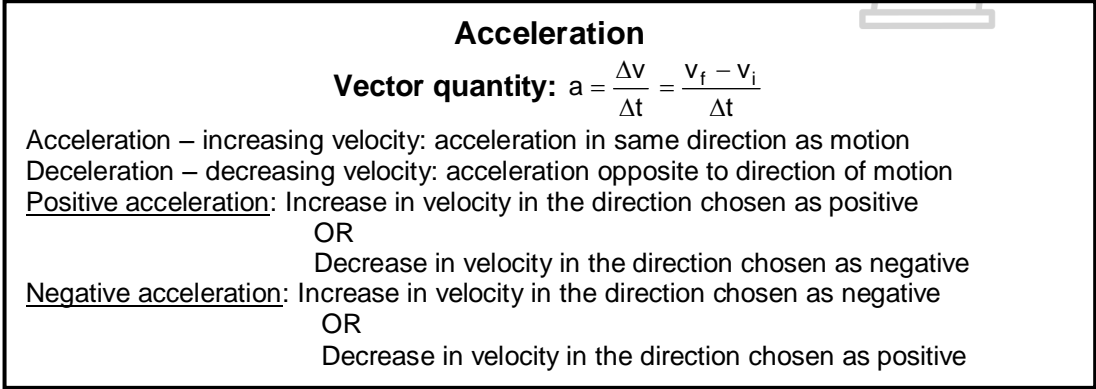 Acceleration
Vector quantity: a = Δv/Δt = (v_f − v_i)/Δt
Acceleration – increasing velocity: acceleration in same direction as motion
Deceleration – decreasing velocity: acceleration opposite to direction of motion
Positive acceleration: Increase in velocity in the direction chosen as positive
OR
Decrease in velocity in the direction chosen as negative
Negative acceleration: Increase in velocity in the direction chosen as negative
OR
Decrease in velocity in the direction chosen as positive